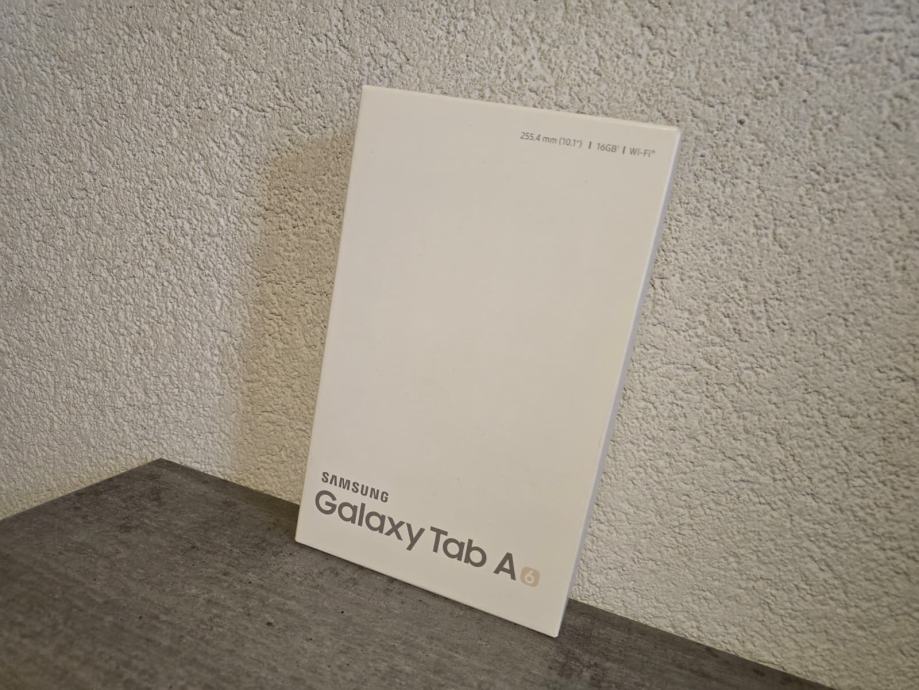 255.4 mm (10.1") | 16GB* | Wi-Fi®
SAMSUNG
Galaxy Tab A 6